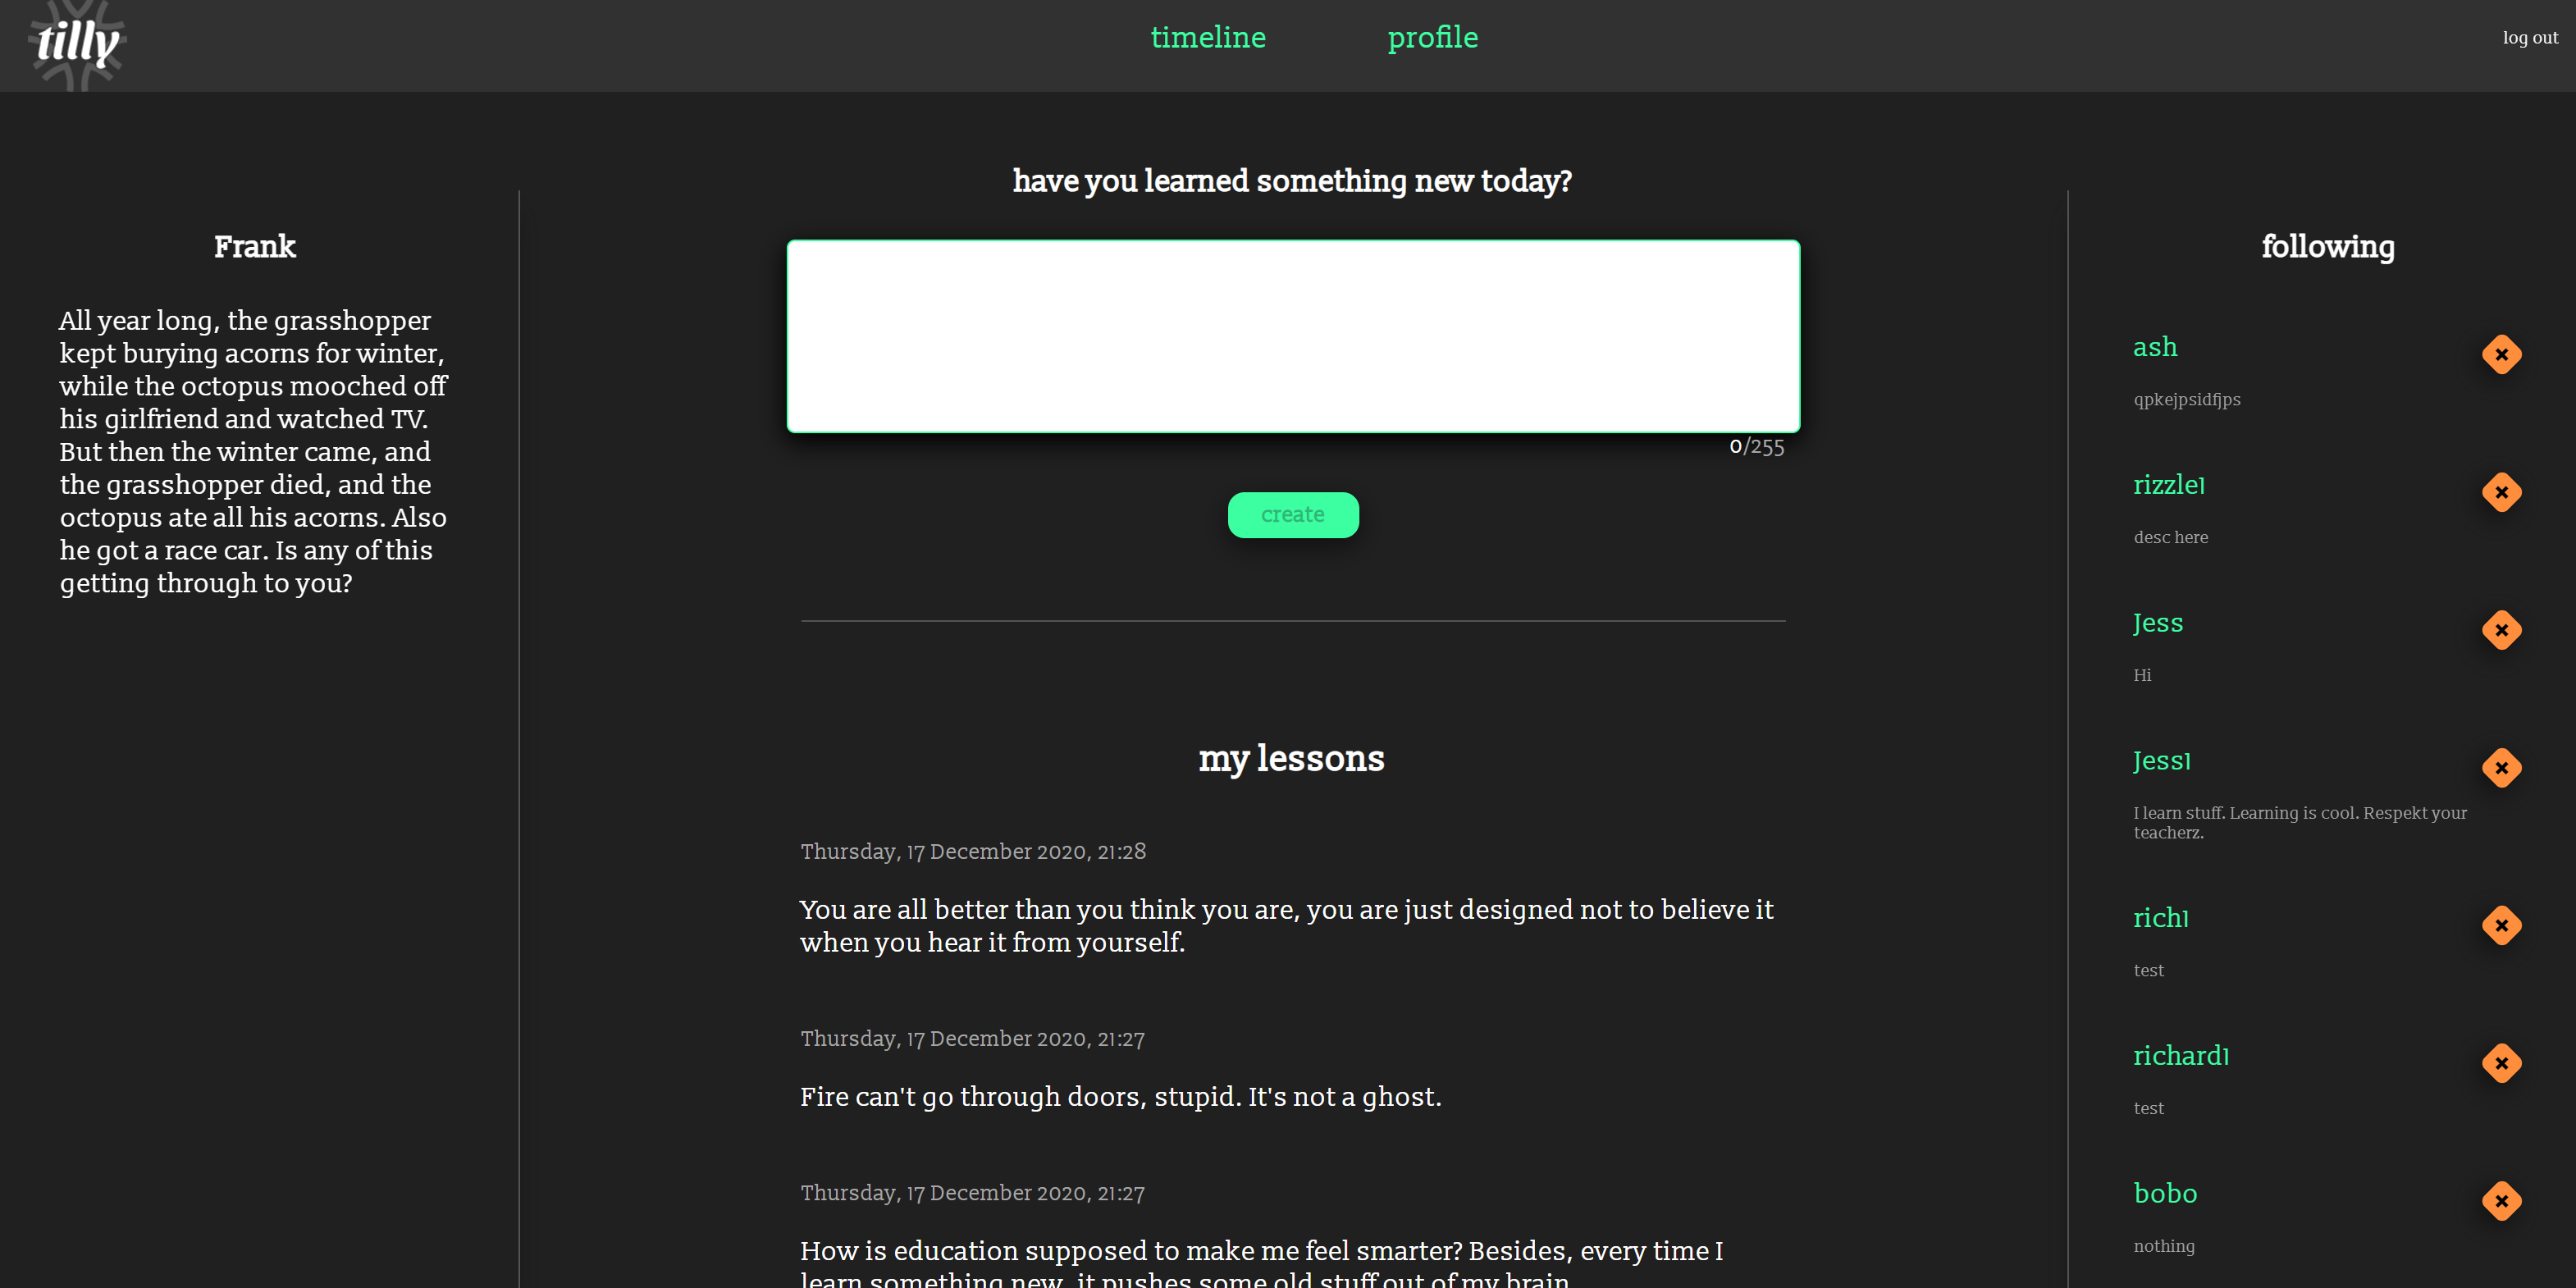 tilly
timeline
profile
log out
Frank
All year long, the grasshopper
kept burying acorns for winter,
while the octopus mooched off
his girlfriend and watched TV.
But then the winter came, and
the grasshopper died, and the
octopus ate all his acorns. Also
he got a race car. Is any of this
getting through to you?
have you learned something new today?
0/255
create
my lessons
Thursday, 17 December 2020, 21:28
You are all better than you think you are, you are just designed not to believe it
when you hear it from yourself.
Thursday, 17 December 2020, 21:27
Fire can't go through doors, stupid. It's not a ghost.
Thursday, 17 December 2020, 21:27
How is education supposed to make me feel smarter? Besides, every time I
learn something new, it pushes some old stuff out of my brain.
following
ash
qpkejpsidfjps
rizzle1
desc here
Jess
Hi
Jess1
I learn stuff. Learning is cool. Respekt your
teacherz.
rich1
test
richard1
test
bobo
nothing